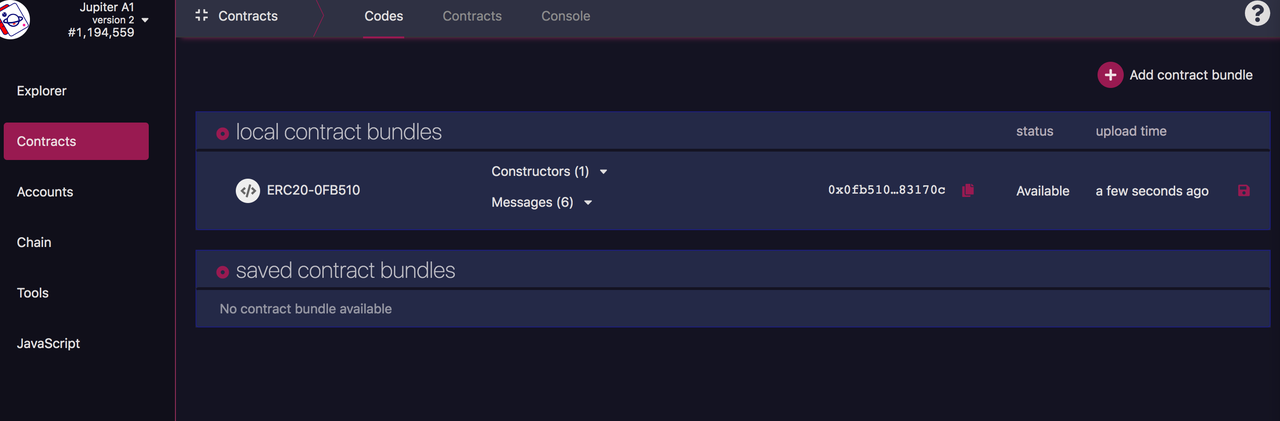 Jupiter A1
version 2
#1,194,559
Contracts
Codes
Contracts
Console
?
Explorer
Contracts
Accounts
Chain
Tools
JavaScript
+ Add contract bundle
local contract bundles
status
upload time
</> ERC20-0FB510
Constructors (1)
Messages (6)
0x0fb510…83170c
Available
a few seconds ago
saved contract bundles
No contract bundle available